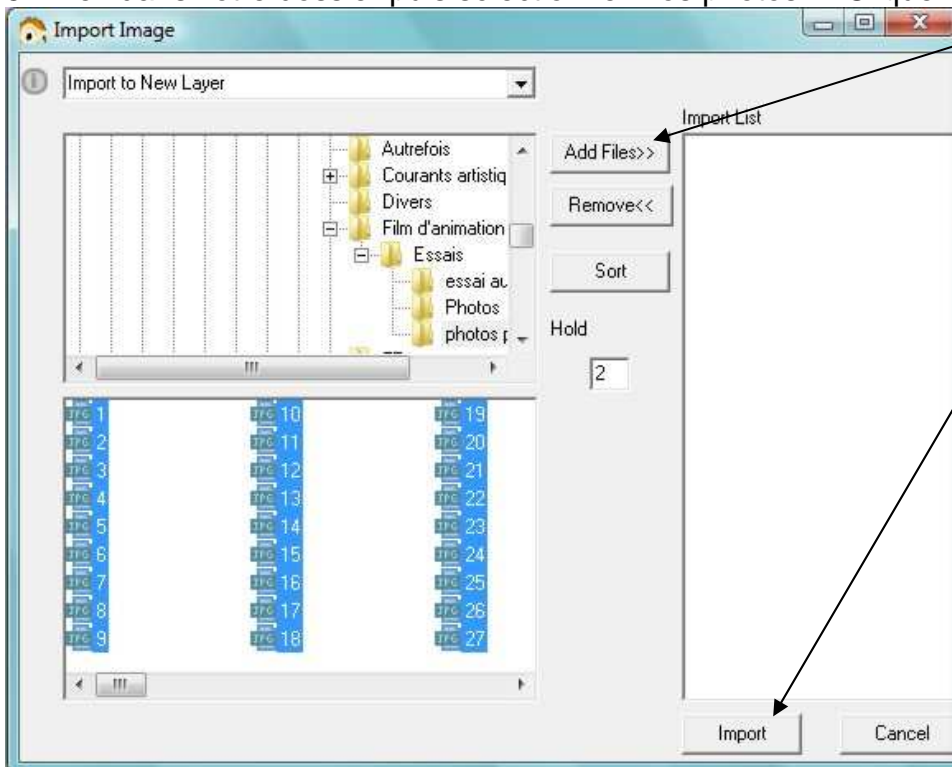 Import Image
Import to New Layer
Import List
Autrefois
Courants artistiq
Divers
Film d'animation
Essais
essai au
Photos
photos p
Add Files>>
Remove<<
Sort
Hold
2
1 10 19
2 11 20
3 12 21
4 13 22
5 14 23
6 15 24
7 16 25
8 17 26
9 18 27
Import Cancel